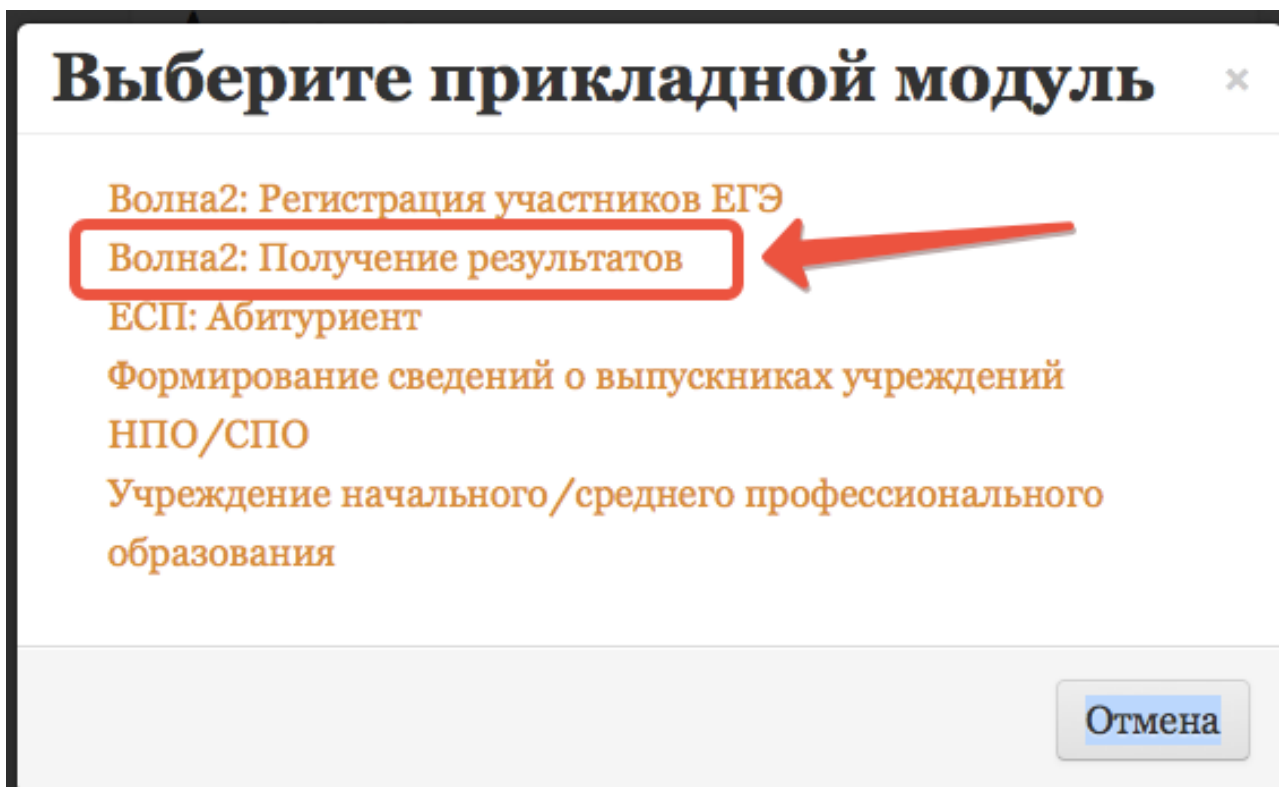 Выберите прикладной модуль ×
Волна2: Регистрация участников ЕГЭ
Волна2: Получение результатов
ЕСП: Абитуриент
Формирование сведений о выпускниках учреждений
НПО/СПО
Учреждение начального/среднего профессионального
образования
Отмена